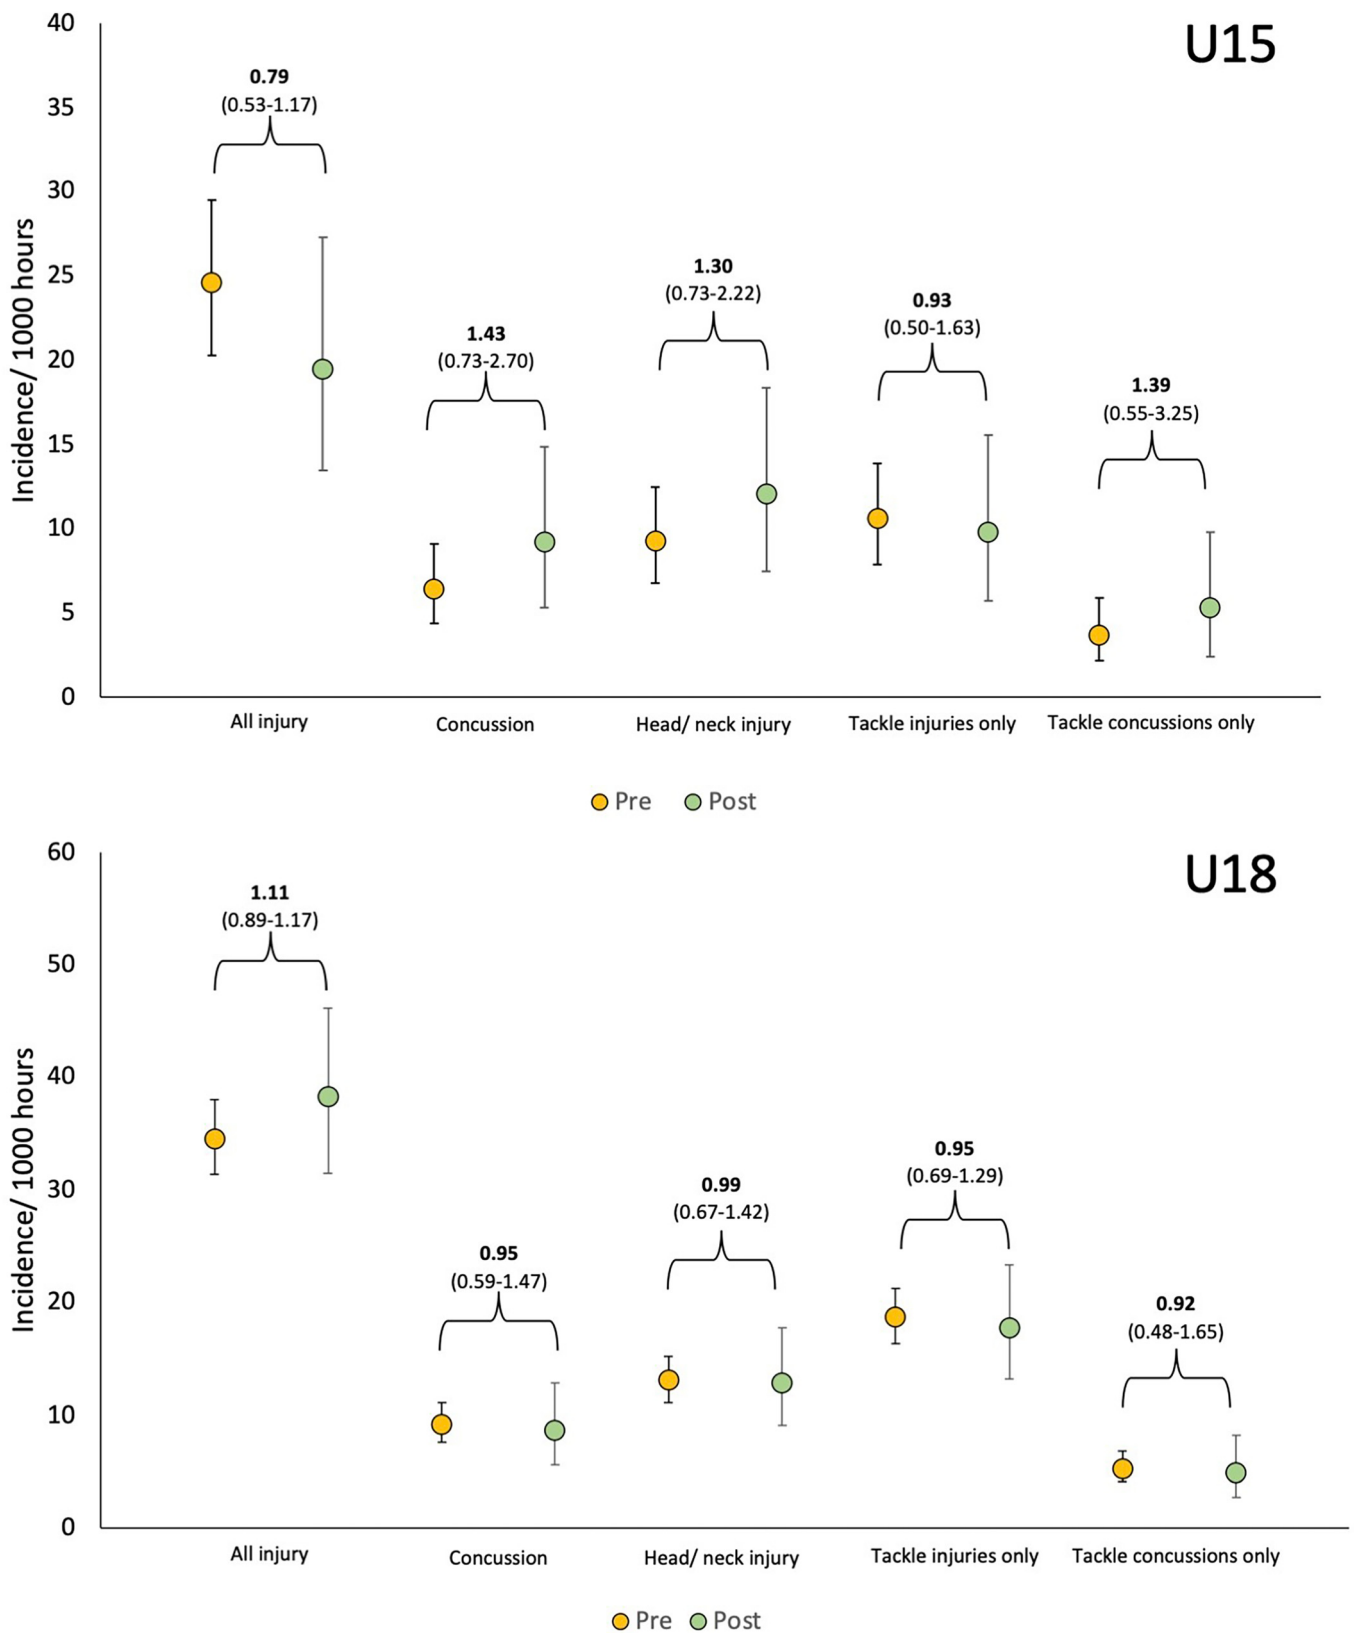 U15
40
35
30
25
20
15
10
5
0
Incidence/ 1000 hours
0.79
(0.53-1.17)
1.43
(0.73-2.70)
1.30
(0.73-2.22)
0.93
(0.50-1.63)
1.39
(0.55-3.25)
All injury
Concussion
Head/ neck injury
Tackle injuries only
Tackle concussions only
Pre
Post
U18
60
50
40
30
20
10
0
Incidence/ 1000 hours
1.11
(0.89-1.17)
0.95
(0.59-1.47)
0.99
(0.67-1.42)
0.95
(0.69-1.29)
0.92
(0.48-1.65)
All injury
Concussion
Head/ neck injury
Tackle injuries only
Tackle concussions only
Pre
Post